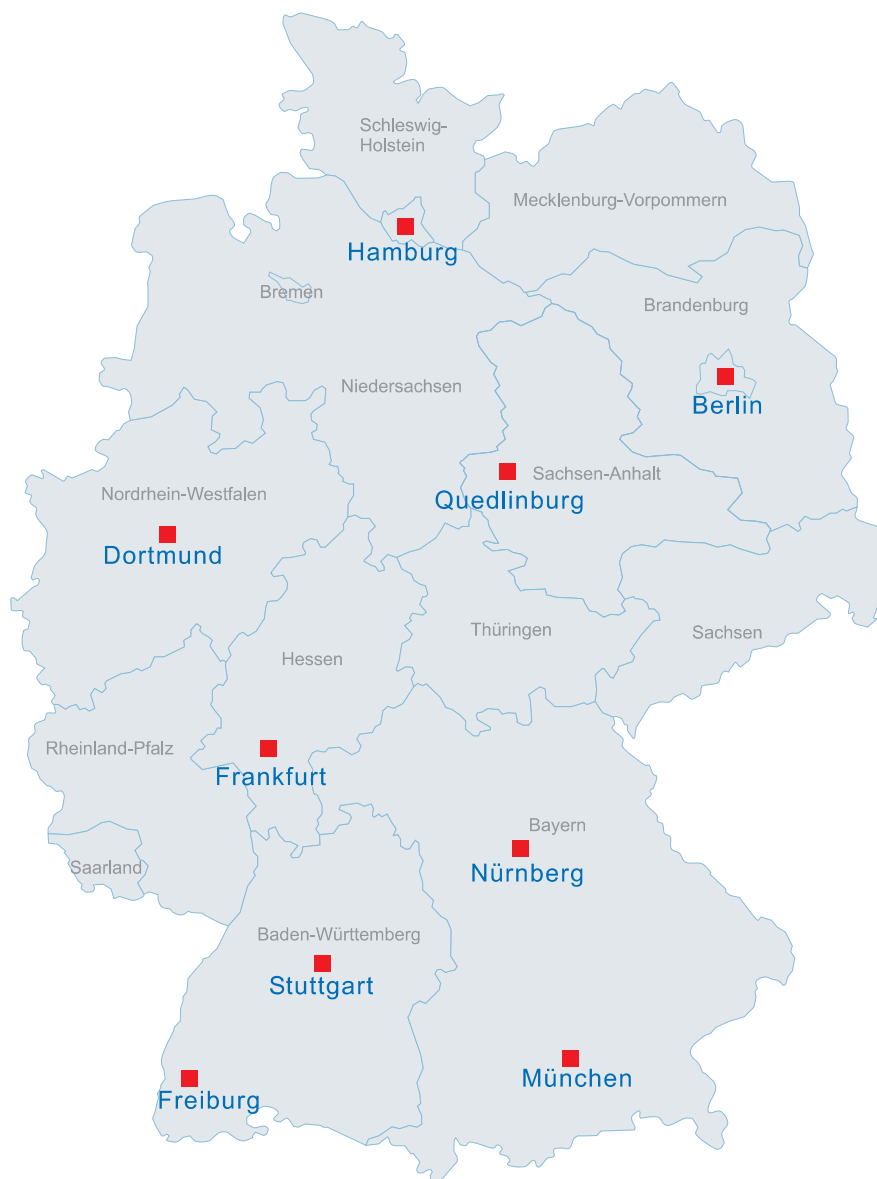 Schleswig-
Holstein
Mecklenburg-Vorpommern
Hamburg
Bremen
Brandenburg
Niedersachsen
Berlin
Sachsen-Anhalt
Nordrhein-Westfalen
Quedlinburg
Dortmund
Thüringen
Sachsen
Hessen
Rheinland-Pfalz
Frankfurt
Bayern
Saarland
Nürnberg
Baden-Württemberg
Stuttgart
München
Freiburg